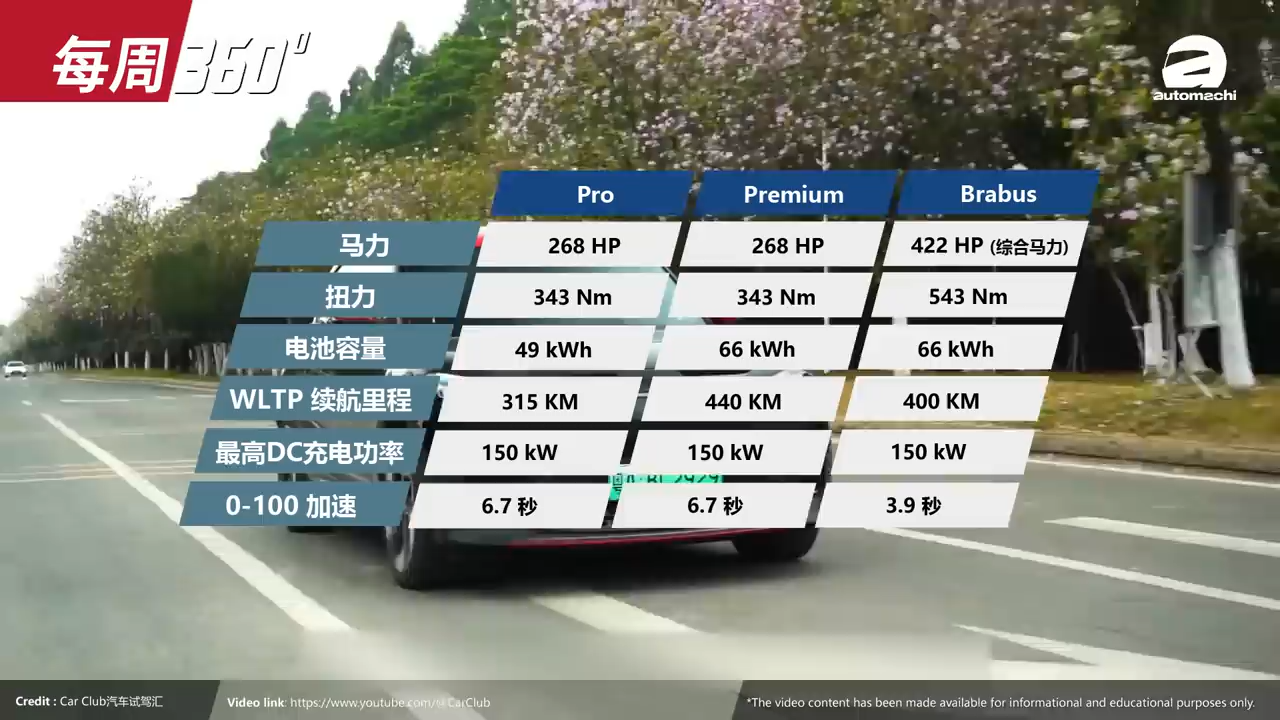 每周360°
automachi
Pro Premium Brabus
马力 268 HP 268 HP 422 HP (综合马力)
扭力 343 Nm 343 Nm 543 Nm
电池容量 49 kWh 66 kWh 66 kWh
WLTP 续航里程 315 KM 440 KM 400 KM
最高DC充电功率 150 kW 150 kW 150 kW
0-100 加速 6.7 秒 6.7 秒 3.9 秒
Credit : Car Club汽车试驾汇
Video link: https://www.youtube.com/@CarClub
*The video content has been made available for informational and educational purposes only.